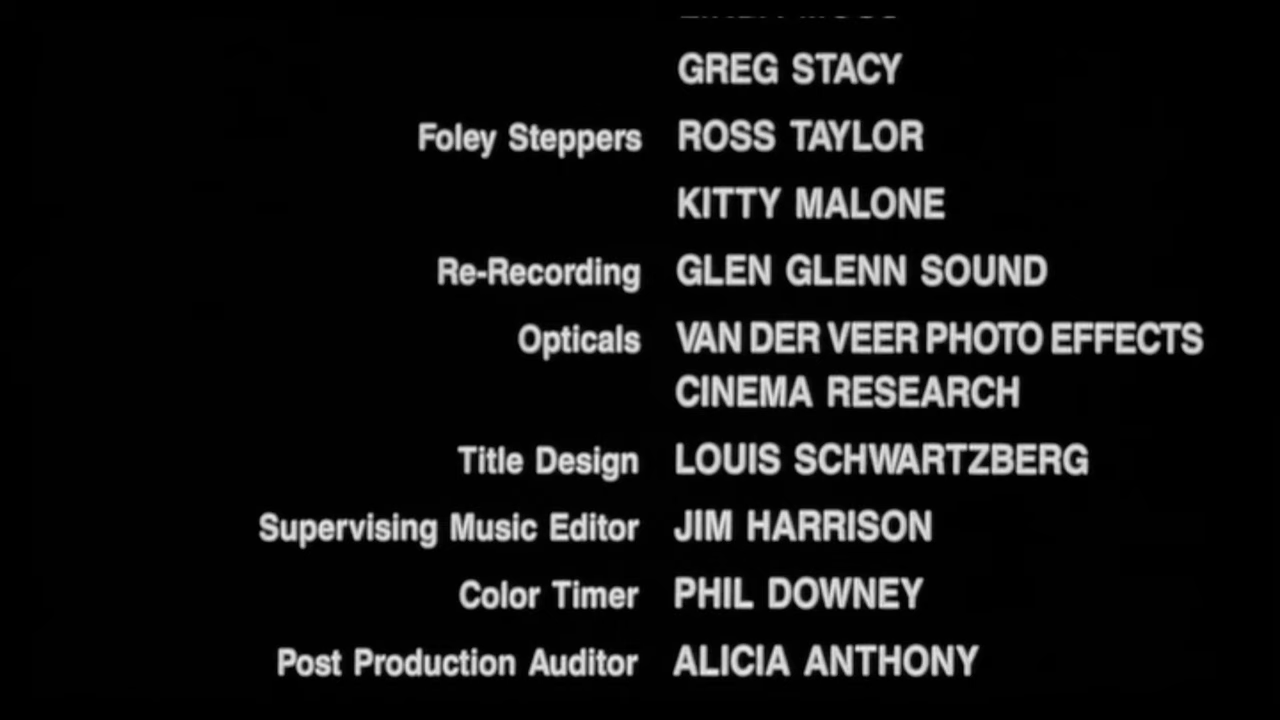 GREG STACY
Foley Steppers ROSS TAYLOR
KITTY MALONE
Re-Recording GLEN GLENN SOUND
Opticals VAN DER VEER PHOTO EFFECTS
CINEMA RESEARCH
Title Design LOUIS SCHWARTZBERG
Supervising Music Editor JIM HARRISON
Color Timer PHIL DOWNEY
Post Production Auditor ALICIA ANTHONY